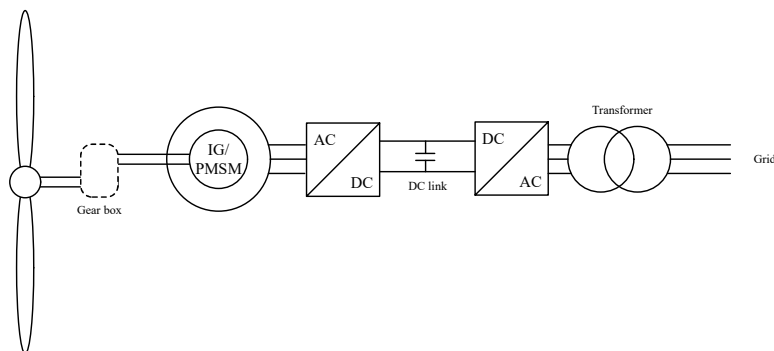 Gear box
IG/
PMSM
AC
DC
DC link
DC
AC
Transformer
Grid